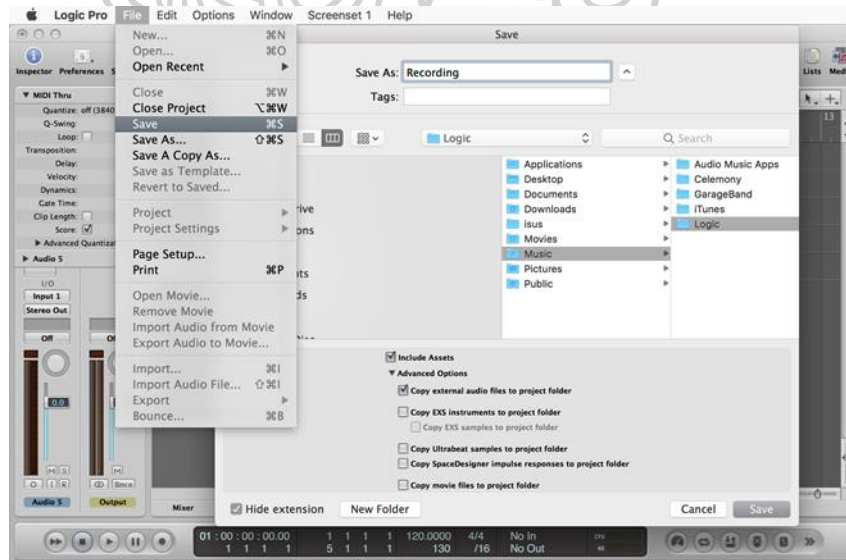 Logic Pro File Edit Options Window Screenset 1 Help
New... ⌘N
Open... ⌘O
Open Recent
Close ⌘W
Close Project ⌥⌘W
Save ⌘S
Save As... ⇧⌘S
Save A Copy As...
Save as Template...
Revert to Saved...
Project
Project Settings
Page Setup...
Print ⌘P
Open Movie...
Remove Movie
Import Audio from Movie
Export Audio to Movie...
Import... ⌘I
Import Audio File... ⇧⌘I
Export
Bounce... ⌘B
Inspector Preferences
MIDI Thru
Quantize: off (3840
Q-Swing:
Loop:
Transposition:
Delay:
Velocity:
Dynamics:
Gate Time:
Clip Length:
Score:
Advanced
Audio 5
I/O
Input 1
Stereo Out
Off
0.0
M S M
O I R Bnce
Audio 5 Output
Mixer
Save
Save As: Recording
Tags:
Logic
Search
Applications
Desktop
Documents
Downloads
isus
Movies
Music
Pictures
Public
Audio Music Apps
Celemony
GarageBand
iTunes
Logic
Include Assets
Advanced Options
Copy external audio files to project folder
Copy EXS instruments to project folder
Copy EXS samples to project folder
Copy Ultrabeat samples to project folder
Copy SpaceDesigner impulse responses to project folder
Copy movie files to project folder
Hide extension New Folder Cancel Save
Lists
13
01 : 00 : 00 : 00.00 1 1 1 1 120.0000 4/4 No In
1 1 1 1 5 1 1 1 130 /16 No Out